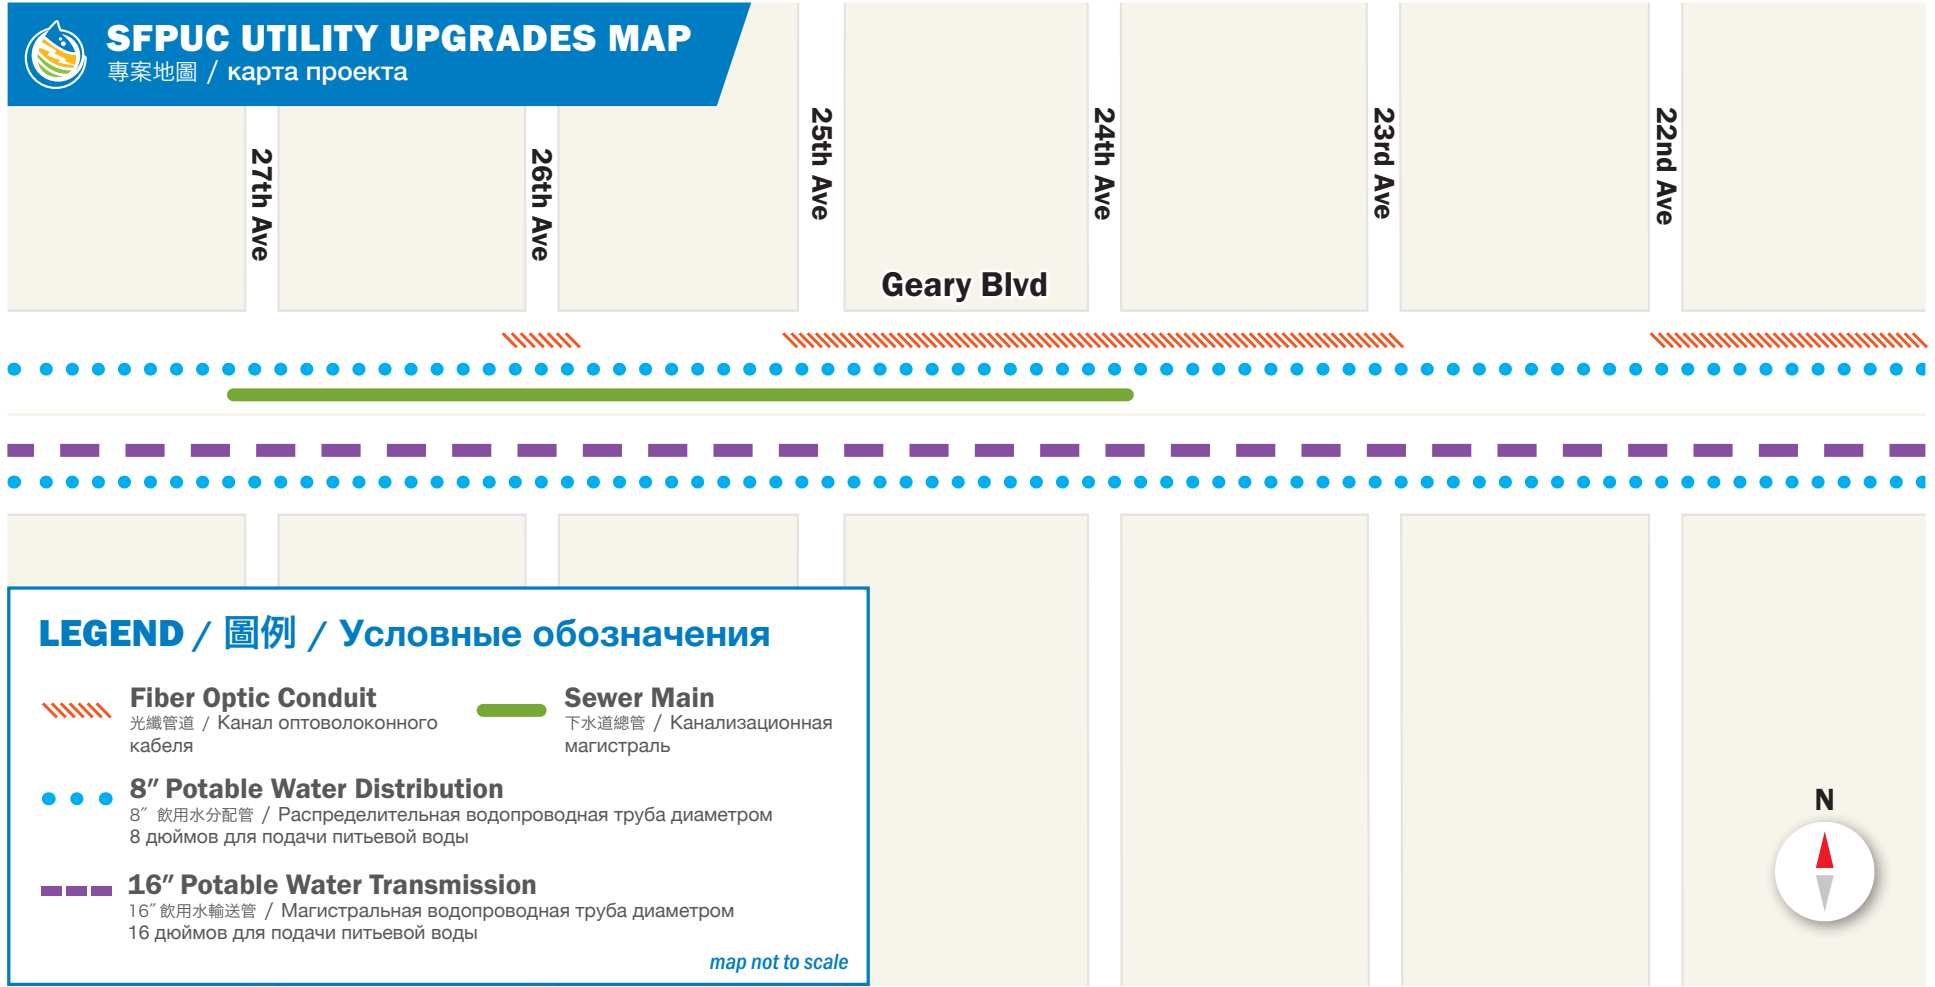 SFPUC UTILITY UPGRADES MAP
專案地圖 / карта проекта
27th Ave
26th Ave
25th Ave
24th Ave
23rd Ave
22nd Ave
Geary Blvd
LEGEND / 圖例 / Условные обозначения
Fiber Optic Conduit
光纖管道 / Канал оптоволоконного
кабеля
Sewer Main
下水道總管 / Канализационная
магистраль
8″ Potable Water Distribution
8″ 飲用水分配管 / Распределительная водопроводная труба диаметром
8 дюймов для подачи питьевой воды
16″ Potable Water Transmission
16″ 飲用水輸送管 / Магистральная водопроводная труба диаметром
16 дюймов для подачи питьевой воды
map not to scale
N